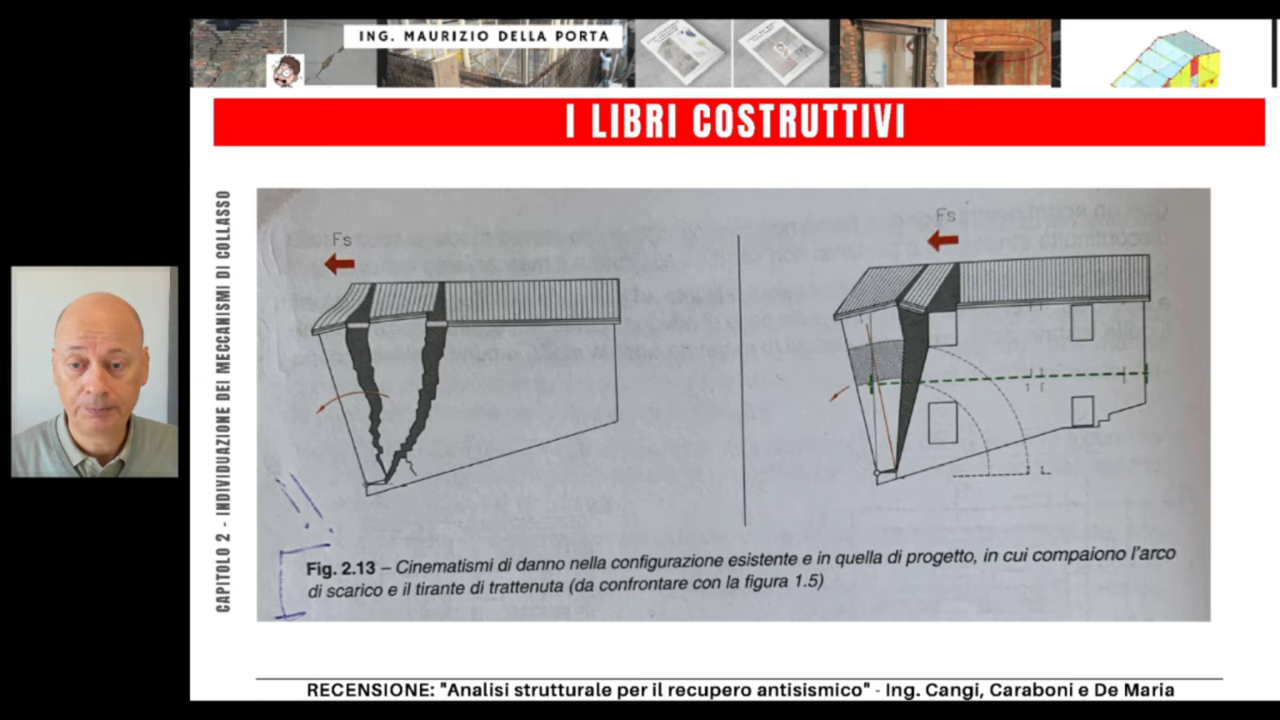 ING. MAURIZIO DELLA PORTA
I LIBRI COSTRUTTIVI
CAPITOLO 2 - INDIVIDUAZIONE DEI MECCANISMI DI COLLASSO
Fs
Fs
L
Fig. 2.13 – Cinematismi di danno nella configurazione esistente e in quella di progetto, in cui compaiono l'arco
di scarico e il tirante di trattenuta (da confrontare con la figura 1.5)
RECENSIONE: "Analisi strutturale per il recupero antisismico" - Ing. Cangi, Caraboni e De Maria